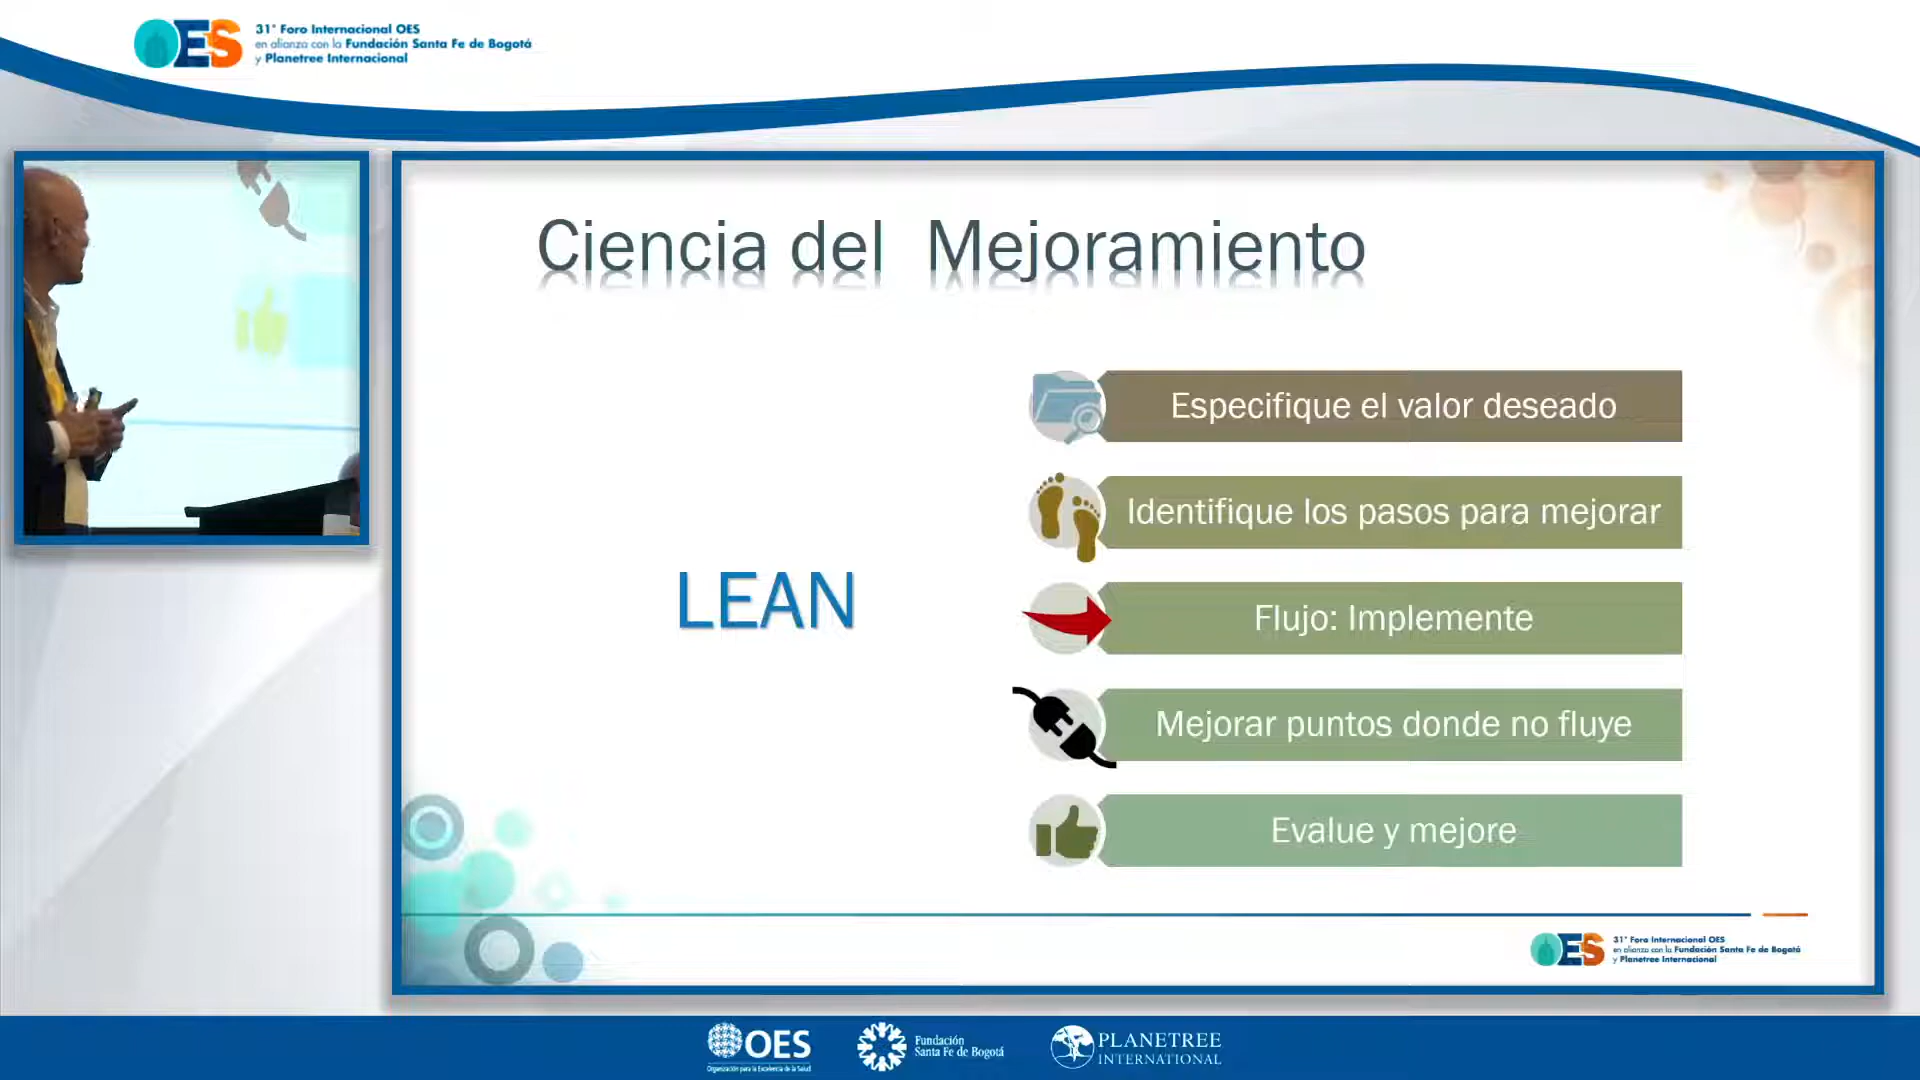 OES
31° Foro Internacional OES
en alianza con la Fundación Santa Fe de Bogotá
y Planetree Internacional
Ciencia del Mejoramiento
LEAN
Especifique el valor deseado
Identifique los pasos para mejorar
Flujo: Implemente
Mejorar puntos donde no fluye
Evalue y mejore
OES
31° Foro Internacional OES
en alianza con la Fundación Santa Fe de Bogotá
y Planetree Internacional
OES
Organización para la Excelencia de la Salud
Fundación
Santa Fe de Bogotá
PLANETREE
INTERNATIONAL